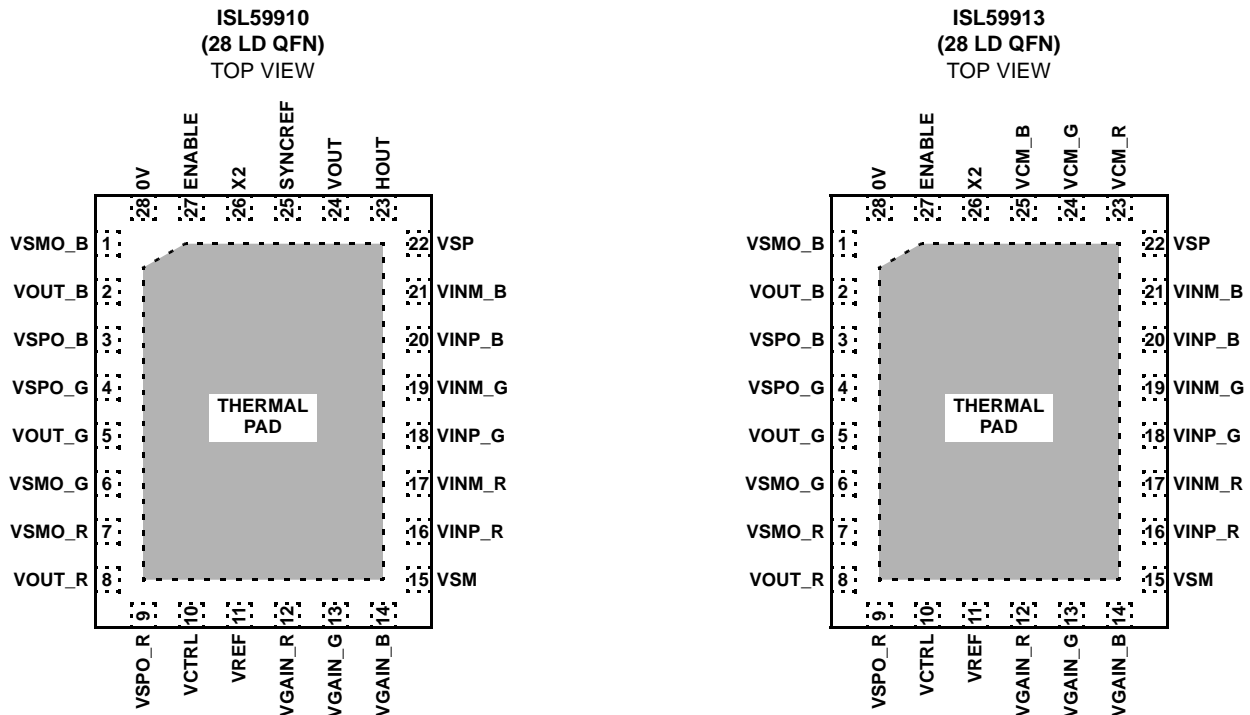 ISL59910
(28 LD QFN)
TOP VIEW
28 0V
27 ENABLE
26 X2
25 SYNCREF
24 VOUT
23 HOUT
VSMO_B 1
VOUT_B 2
VSPO_B 3
VSPO_G 4
VOUT_G 5
VSMO_G 6
VSMO_R 7
VOUT_R 8
22 VSP
21 VINM_B
20 VINP_B
19 VINM_G
18 VINP_G
17 VINM_R
16 VINP_R
15 VSM
THERMAL
PAD
VSPO_R 9
VCTRL 10
VREF 11
VGAIN_R 12
VGAIN_G 13
VGAIN_B 14
ISL59913
(28 LD QFN)
TOP VIEW
28 0V
27 ENABLE
26 X2
25 VCM_B
24 VCM_G
23 VCM_R
VSMO_B 1
VOUT_B 2
VSPO_B 3
VSPO_G 4
VOUT_G 5
VSMO_G 6
VSMO_R 7
VOUT_R 8
22 VSP
21 VINM_B
20 VINP_B
19 VINM_G
18 VINP_G
17 VINM_R
16 VINP_R
15 VSM
THERMAL
PAD
VSPO_R 9
VCTRL 10
VREF 11
VGAIN_R 12
VGAIN_G 13
VGAIN_B 14